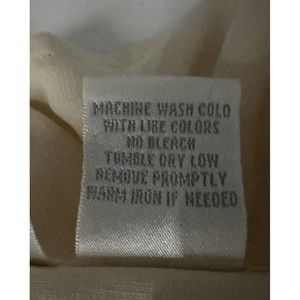 MACHINE WASH COLD
WITH LIKE COLORS
NO BLEACH
TUMBLE DRY LOW
REMOVE PROMPTLY
WARM IRON IF NEEDED